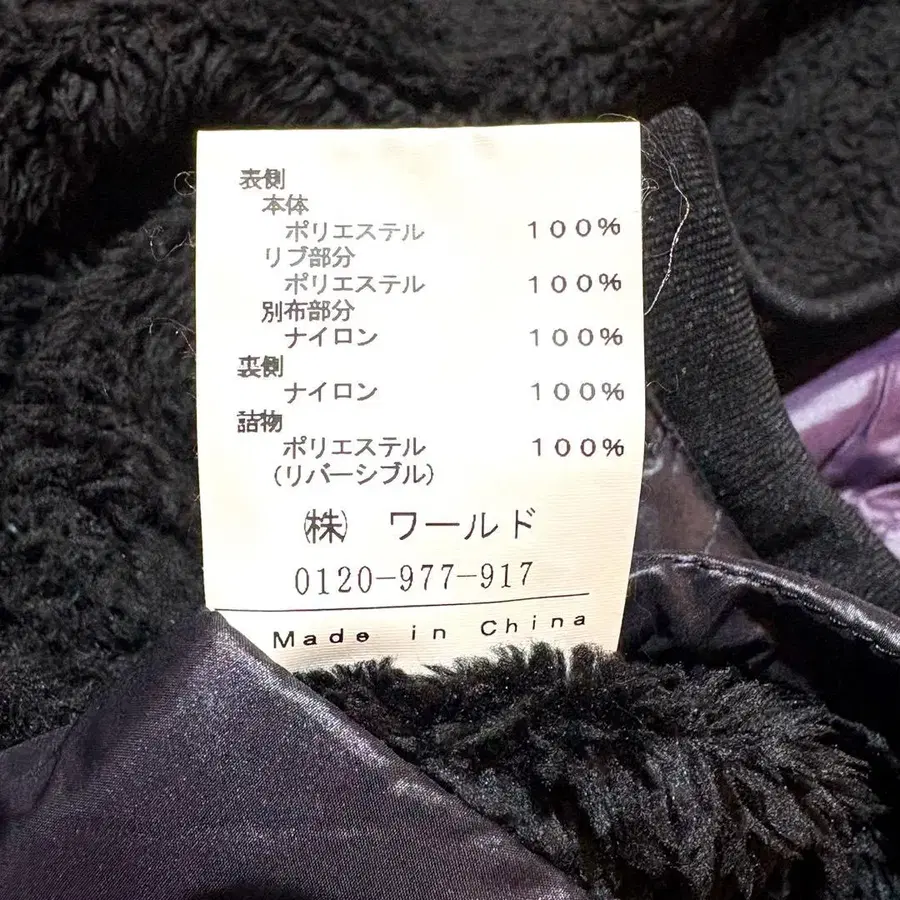 表側
本体
ポリエステル 100%
リブ部分
ポリエステル 100%
別布部分
ナイロン 100%
裏側
ナイロン 100%
詰物
ポリエステル 100%
(リバーシブル)
㈱ ワールド
0120-977-917
Made in China